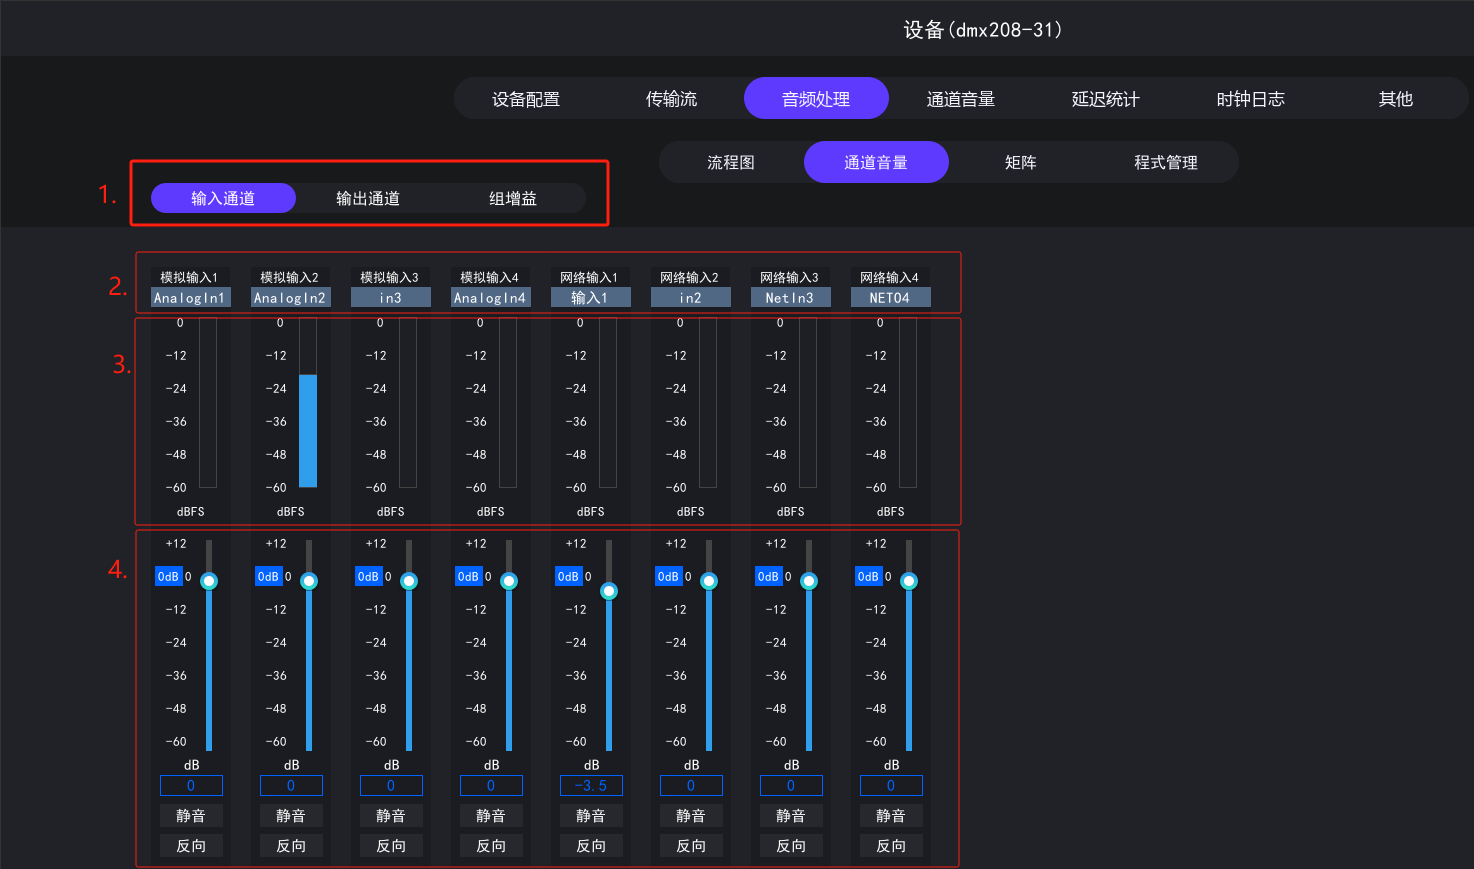 设备(dmx208-31)
设备配置 传输流 音频处理 通道音量 延迟统计 时钟日志 其他
流程图 通道音量 矩阵 程式管理
1. 输入通道 输出通道 组增益
2. 模拟输入1 模拟输入2 模拟输入3 模拟输入4 网络输入1 网络输入2 网络输入3 网络输入4
AnalogIn1 AnalogIn2 in3 AnalogIn4 输入1 in2 NetIn3 NETO4
0 0 0 0 0 0 0 0
3. -12 -12 -12 -12 -12 -12 -12 -12
-24 -24 -24 -24 -24 -24 -24 -24
-36 -36 -36 -36 -36 -36 -36 -36
-48 -48 -48 -48 -48 -48 -48 -48
-60 -60 -60 -60 -60 -60 -60 -60
dBFS dBFS dBFS dBFS dBFS dBFS dBFS dBFS
+12 +12 +12 +12 +12 +12 +12 +12
4. 0dB 0 0dB 0 0dB 0 0dB 0 0dB 0 0dB 0 0dB 0 0dB 0
-12 -12 -12 -12 -12 -12 -12 -12
-24 -24 -24 -24 -24 -24 -24 -24
-36 -36 -36 -36 -36 -36 -36 -36
-48 -48 -48 -48 -48 -48 -48 -48
-60 -60 -60 -60 -60 -60 -60 -60
dB dB dB dB dB dB dB dB
0 0 0 0 -3.5 0 0 0
静音 静音 静音 静音 静音 静音 静音 静音
反向 反向 反向 反向 反向 反向 反向 反向